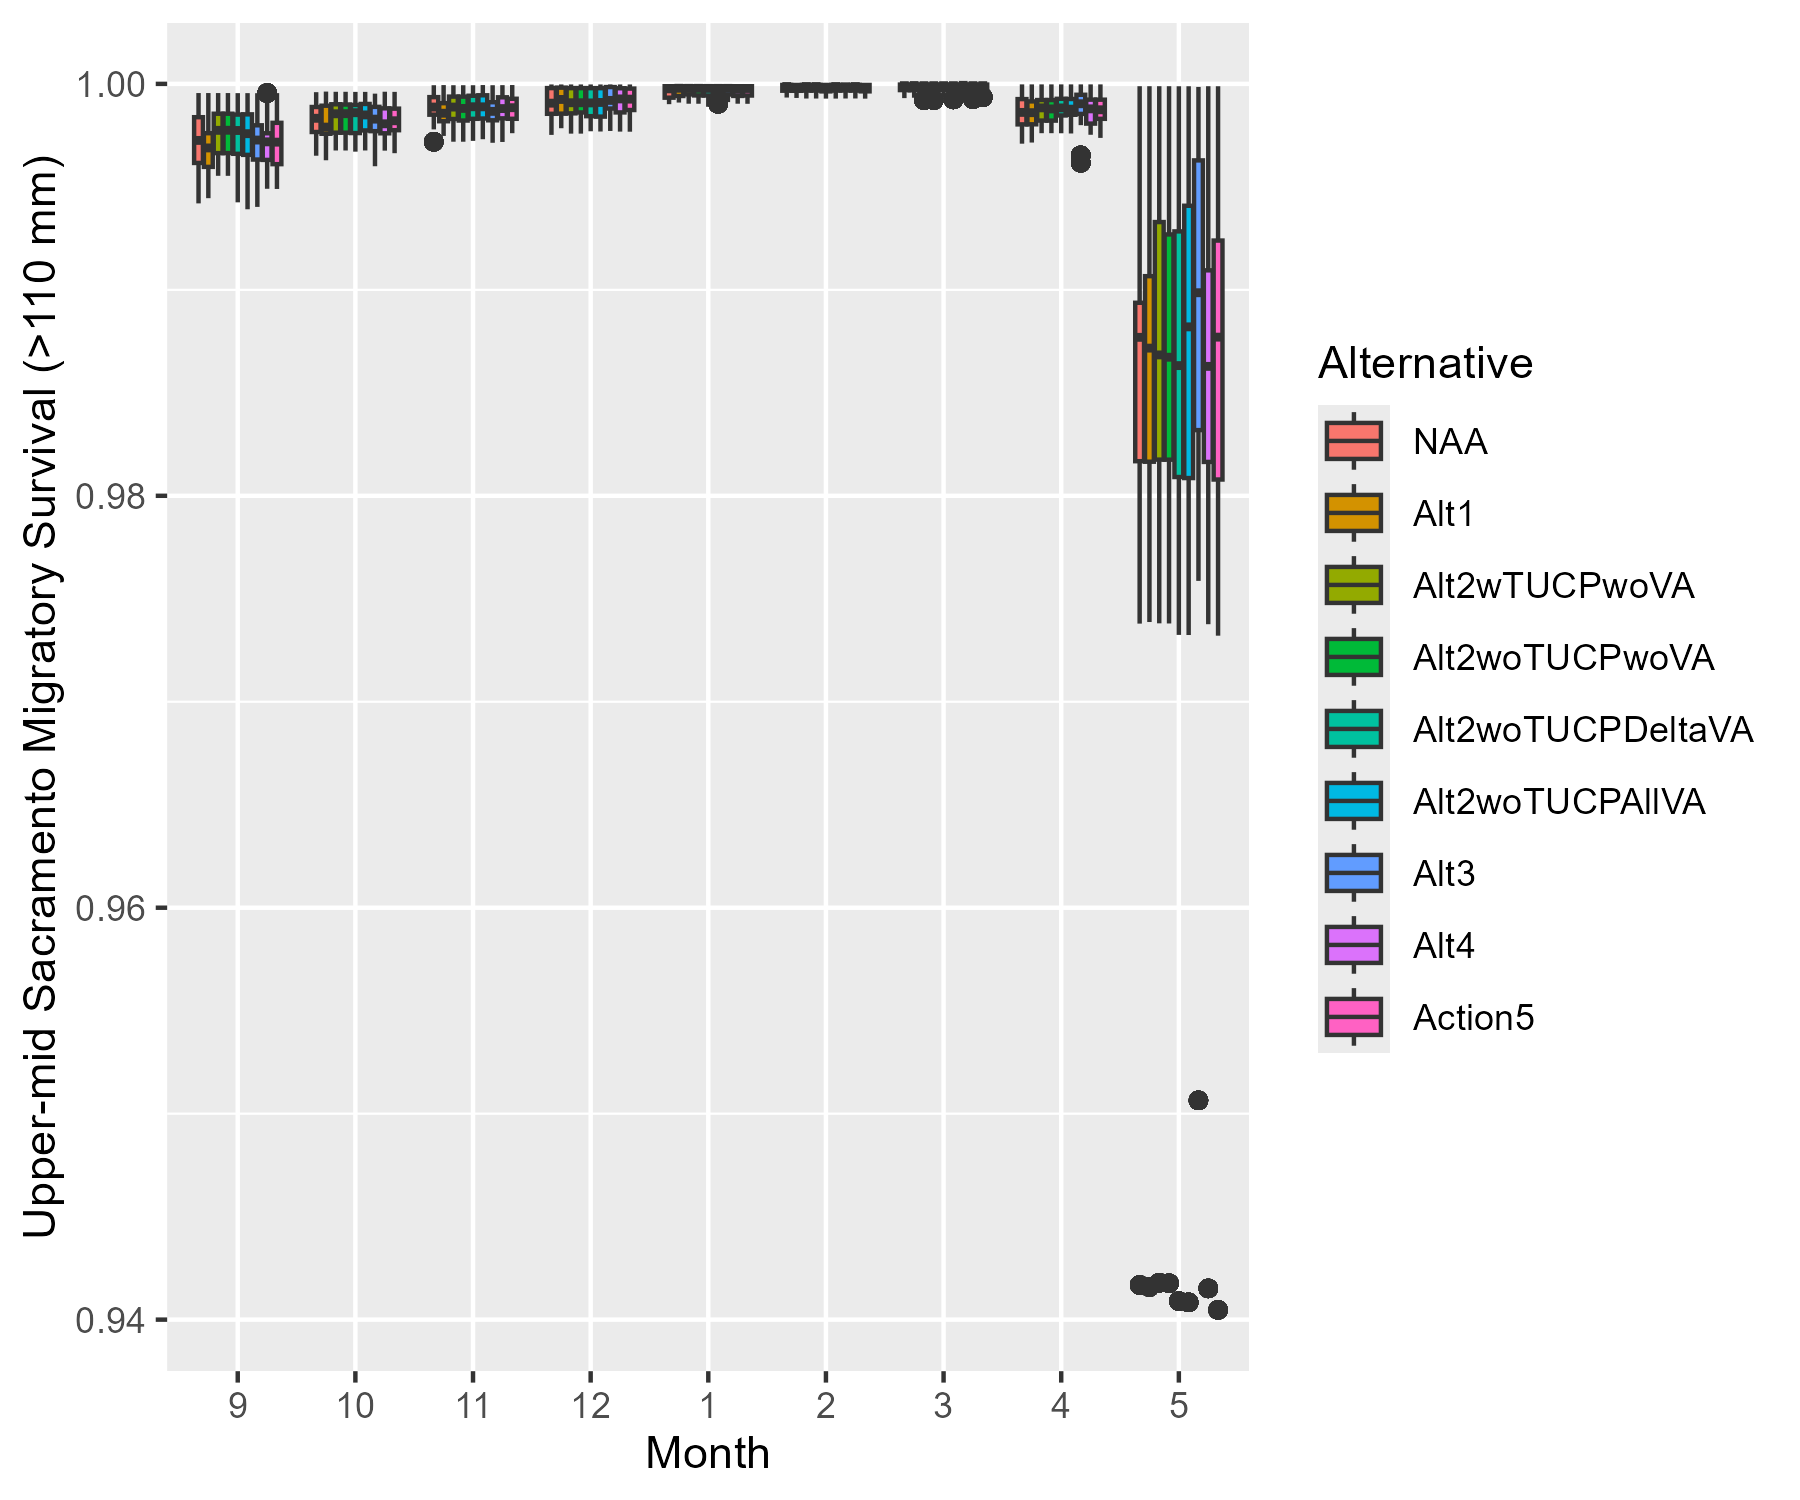 Upper-mid Sacramento Migratory Survival (>110 mm)
1.00
0.98
0.96
0.94
9 10 11 12 1 2 3 4 5
Month
Alternative
NAA
Alt1
Alt2wTUCPwoVA
Alt2woTUCPwoVA
Alt2woTUCPDeltaVA
Alt2woTUCPAllVA
Alt3
Alt4
Action5